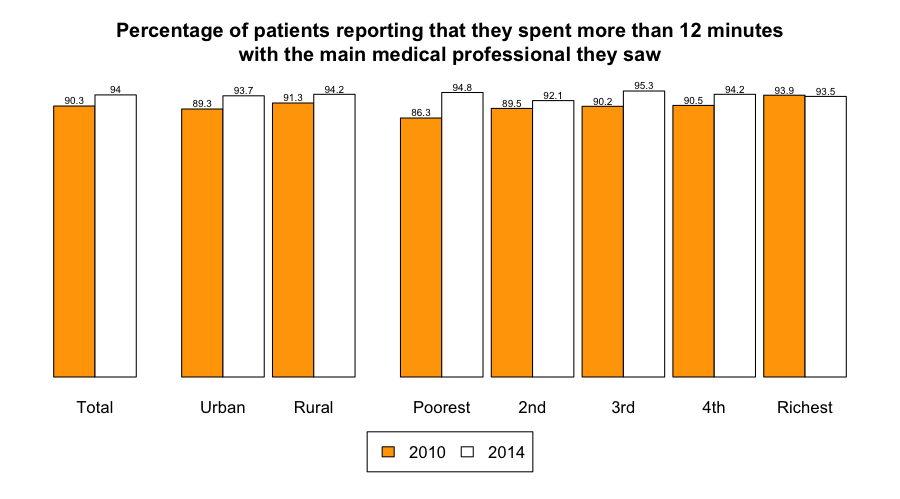 Percentage of patients reporting that they spent more than 12 minutes
with the main medical professional they saw
90.3 94 89.3 93.7 91.3 94.2 86.3 94.8 89.5 92.1 90.2 95.3 90.5 94.2 93.9 93.5
Total Urban Rural Poorest 2nd 3rd 4th Richest
2010 2014